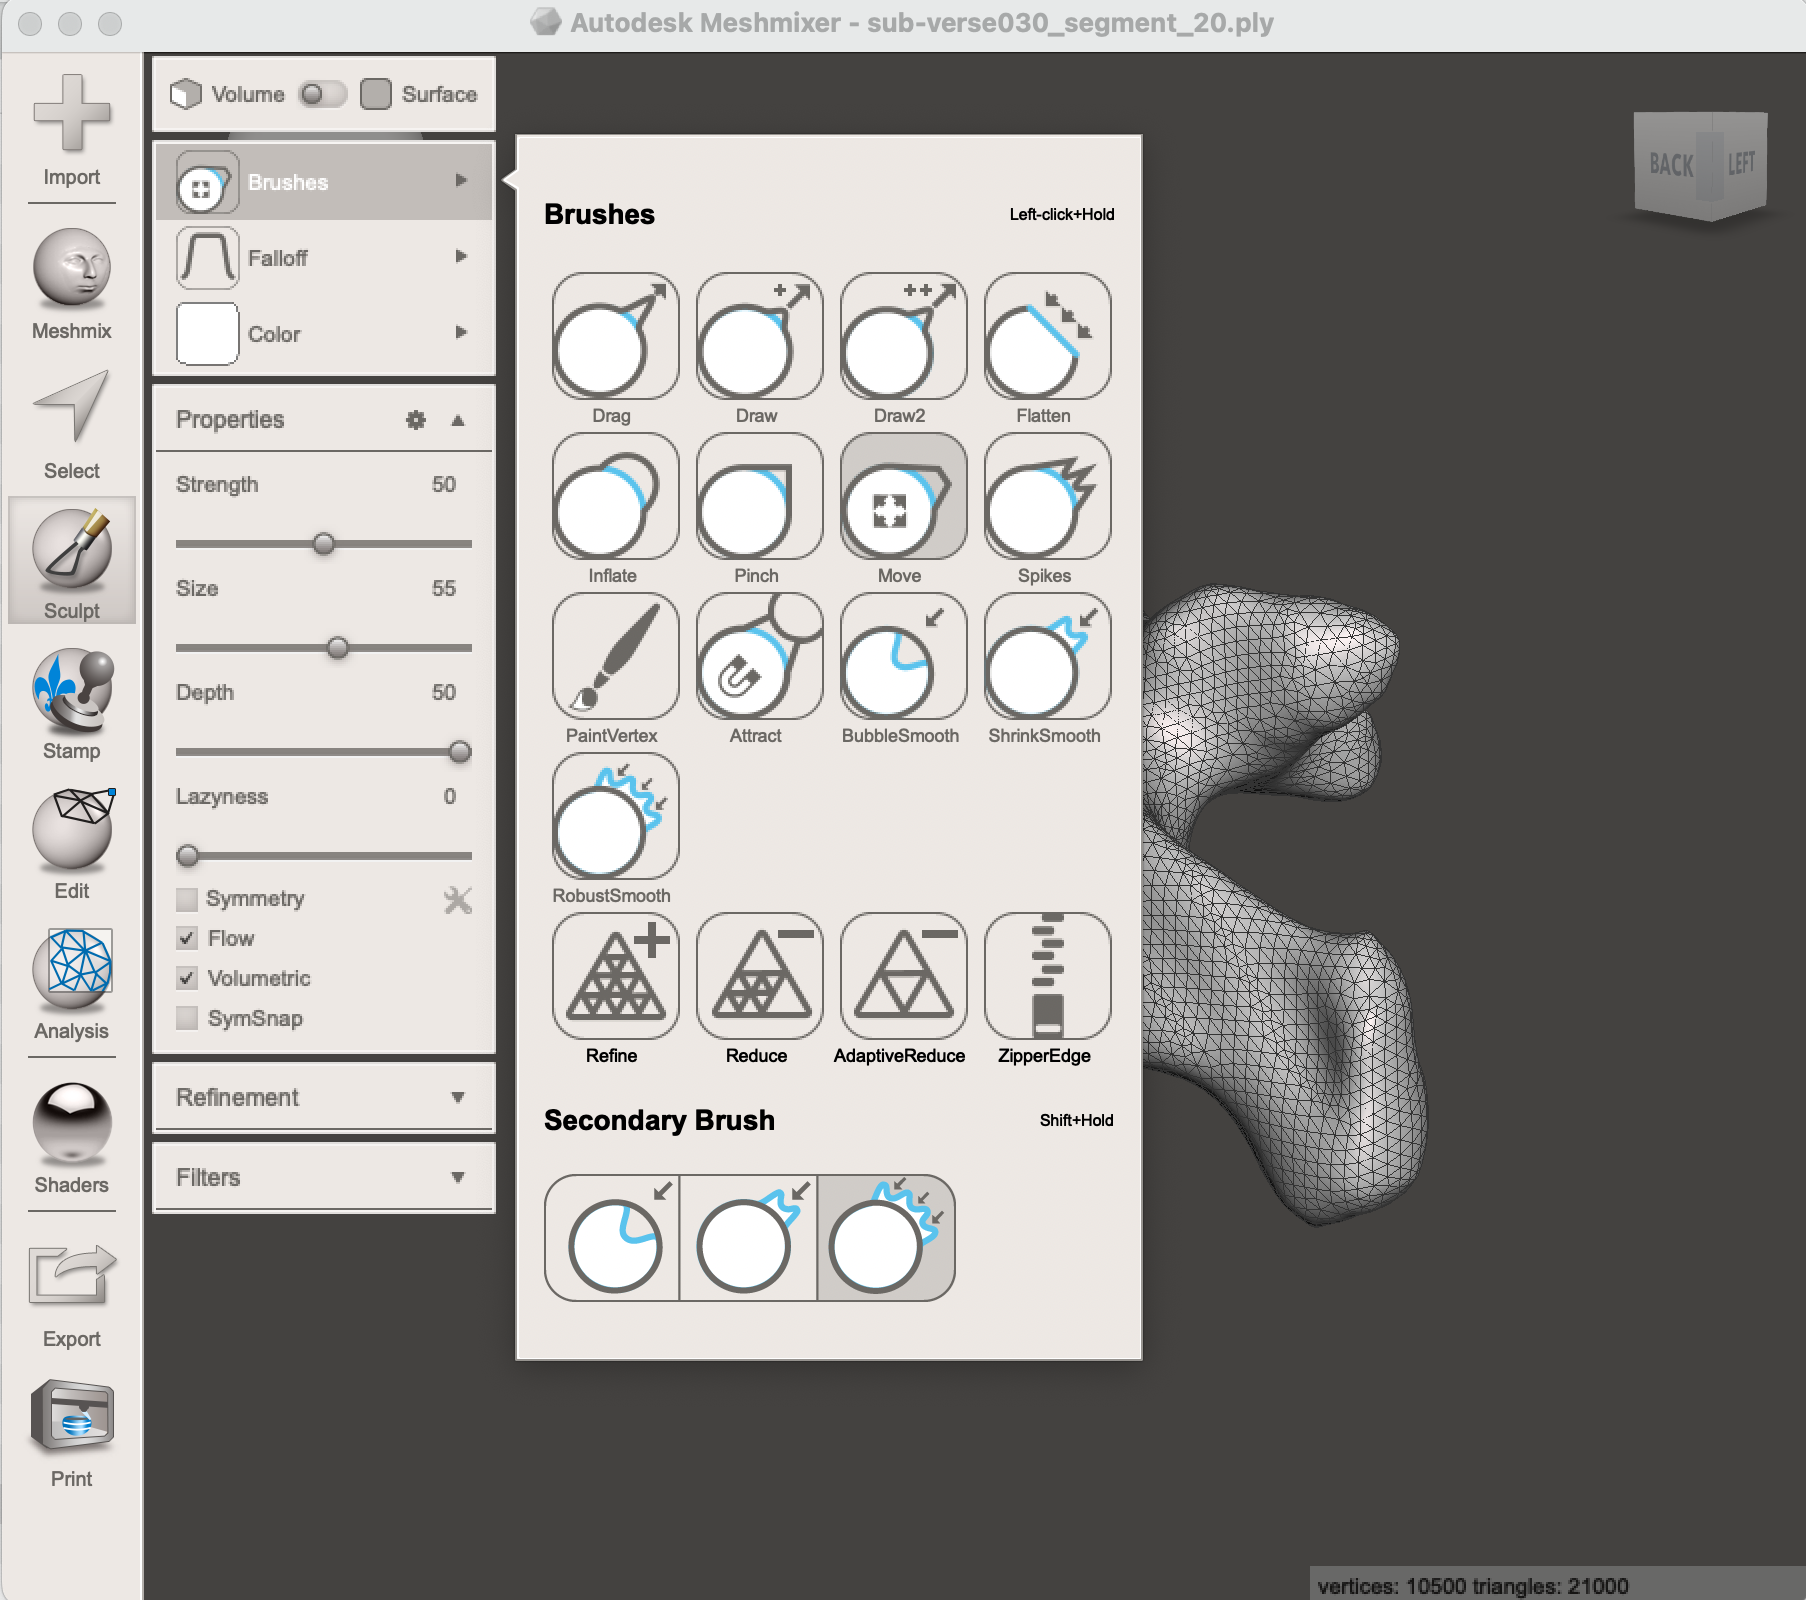 Autodesk Meshmixer - sub-verse030_segment_20.ply
Import
Meshmix
Select
Sculpt
Stamp
Edit
Analysis
Shaders
Export
Print
Volume Surface
Brushes
Falloff
Color
Properties
Strength 50
Size 55
Depth 50
Lazyness 0
Symmetry
Flow
Volumetric
SymSnap
Refinement
Filters
Brushes Left-click+Hold
Drag Draw Draw2 Flatten
Inflate Pinch Move Spikes
PaintVertex Attract BubbleSmooth ShrinkSmooth
RobustSmooth
Refine Reduce AdaptiveReduce ZipperEdge
Secondary Brush Shift+Hold
BACK LEFT
vertices: 10500 triangles: 21000